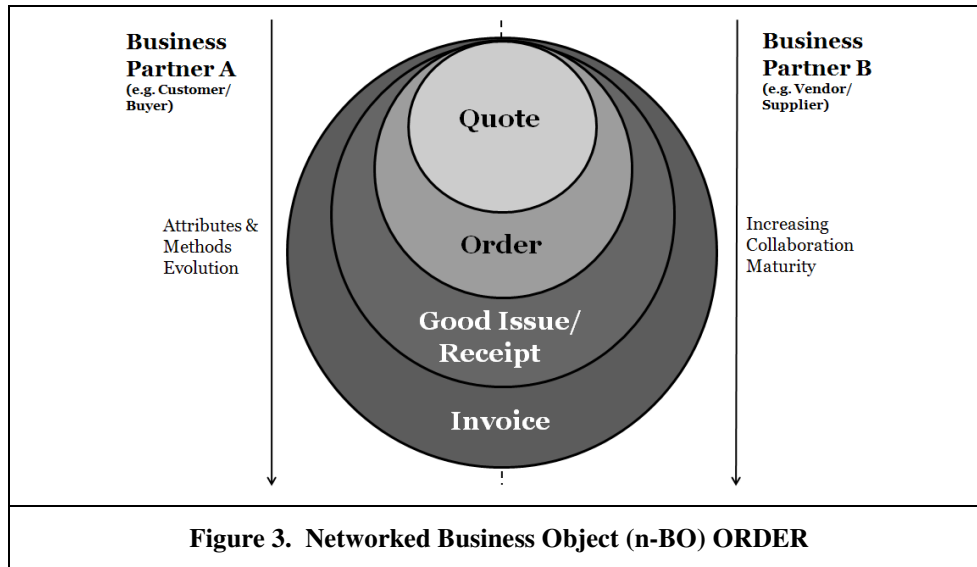 Business
Partner A
(e.g. Customer/
Buyer)
Attributes &
Methods
Evolution
Quote
Order
Good Issue/
Receipt
Invoice
Business
Partner B
(e.g. Vendor/
Supplier)
Increasing
Collaboration
Maturity
Figure 3. Networked Business Object (n-BO) ORDER